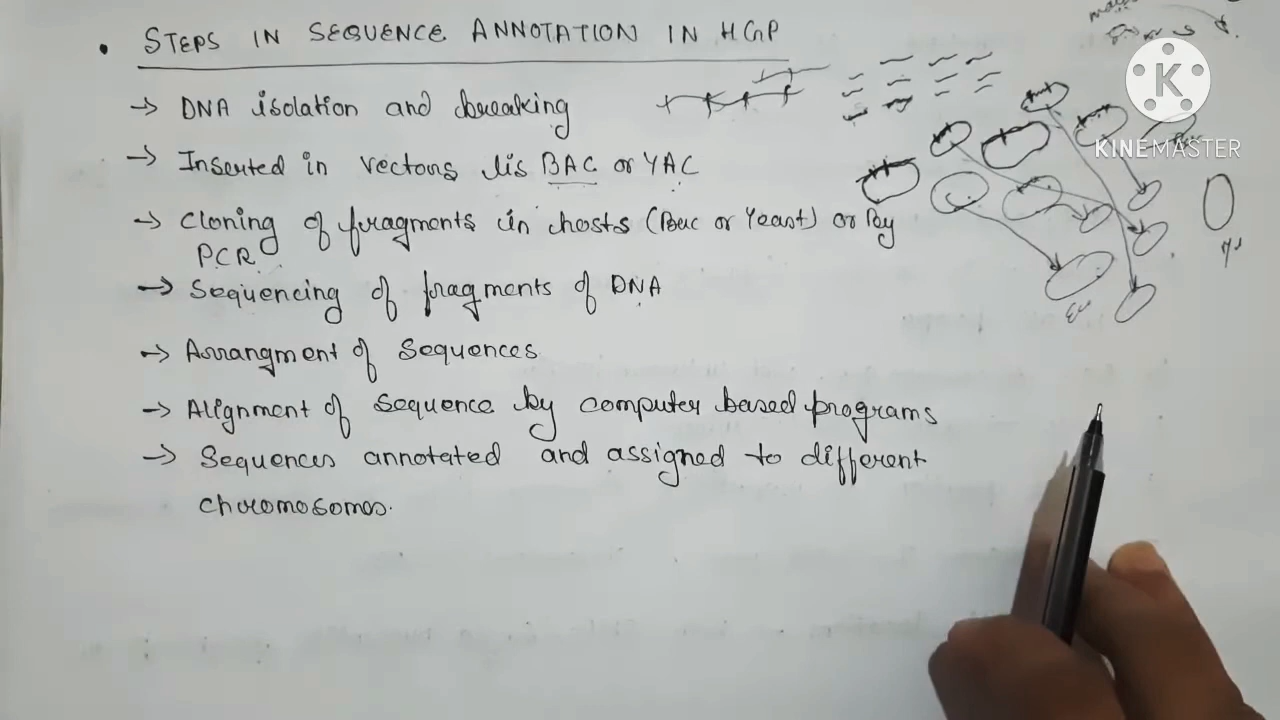 • STEPS IN SEQUENCE ANNOTATION IN HGP
→ DNA isolation and breaking
→ Inserted in vectors BAC or YAC
→ Cloning of fragments in hosts (Bac or Yeast) or By
PCR
→ Sequencing of fragments of DNA
→ Arrangment of Sequences
→ Alignment of Sequence by computer based programs
→ Sequences annotated and assigned to different
chromosomes.
K
KINEMASTER